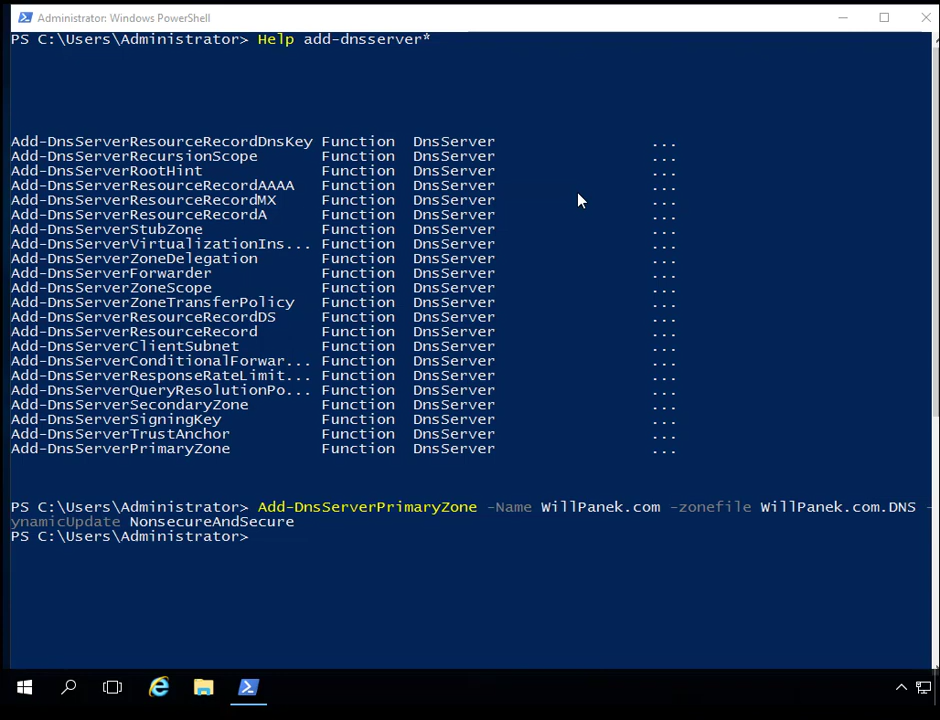 Administrator: Windows PowerShell
PS C:\Users\Administrator> Help add-dnsserver*
Add-DnsServerResourceRecordDnsKey Function DnsServer ...
Add-DnsServerRecursionScope Function DnsServer ...
Add-DnsServerRootHint Function DnsServer ...
Add-DnsServerResourceRecordAAAA Function DnsServer ...
Add-DnsServerResourceRecordMX Function DnsServer ...
Add-DnsServerResourceRecordA Function DnsServer ...
Add-DnsServerStubZone Function DnsServer ...
Add-DnsServerVirtualizationIns... Function DnsServer ...
Add-DnsServerZoneDelegation Function DnsServer ...
Add-DnsServerForwarder Function DnsServer ...
Add-DnsServerZoneScope Function DnsServer ...
Add-DnsServerZoneTransferPolicy Function DnsServer ...
Add-DnsServerResourceRecordDS Function DnsServer ...
Add-DnsServerResourceRecord Function DnsServer ...
Add-DnsServerClientSubnet Function DnsServer ...
Add-DnsServerConditionalForwar... Function DnsServer ...
Add-DnsServerResponseRateLimit... Function DnsServer ...
Add-DnsServerQueryResolutionPo... Function DnsServer ...
Add-DnsServerSecondaryZone Function DnsServer ...
Add-DnsServerSigningKey Function DnsServer ...
Add-DnsServerTrustAnchor Function DnsServer ...
Add-DnsServerPrimaryZone Function DnsServer ...
PS C:\Users\Administrator> Add-DnsServerPrimaryZone -Name WillPanek.com -zonefile WillPanek.com.DNS -
ynamicUpdate NonsecureAndSecure
PS C:\Users\Administrator>